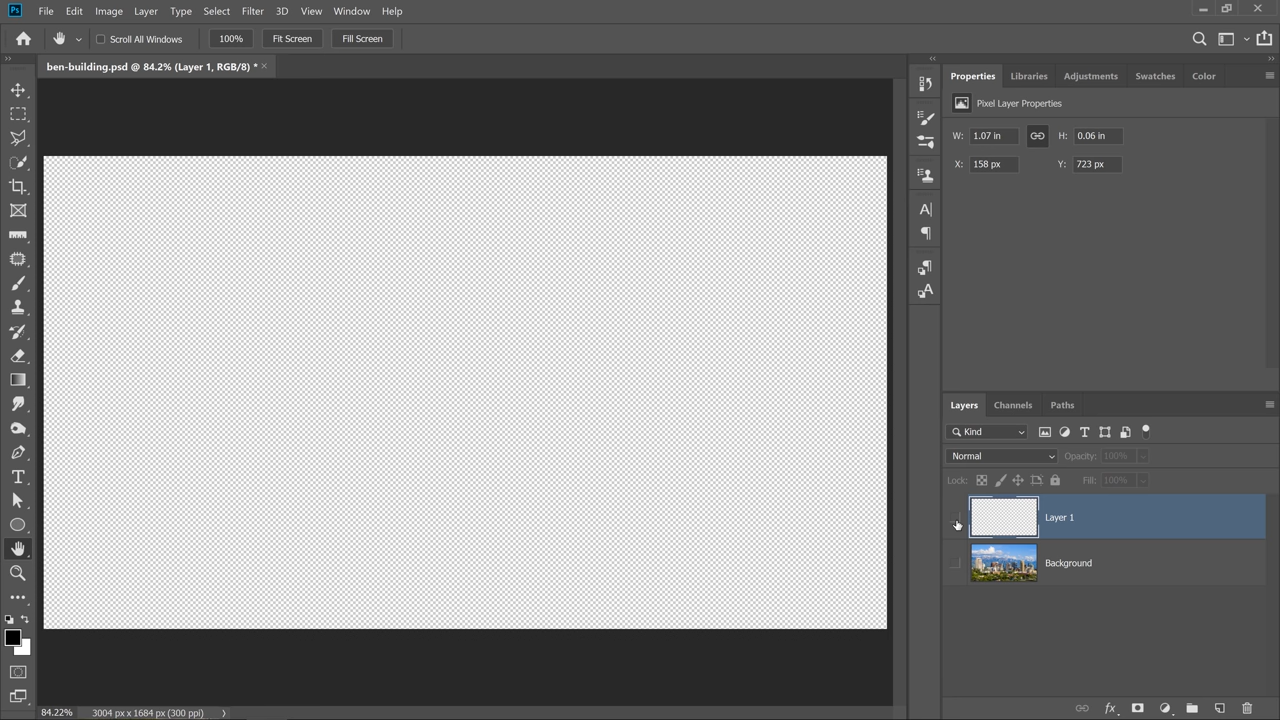 Ps File Edit Image Layer Type Select Filter 3D View Window Help
Scroll All Windows 100% Fit Screen Fill Screen
ben-building.psd @ 84.2% (Layer 1, RGB/8) *
Properties Libraries Adjustments Swatches Color
Pixel Layer Properties
W: 1.07 in H: 0.06 in
X: 158 px Y: 723 px
Layers Channels Paths
Kind
Normal Opacity: 100%
Lock: Fill: 100%
Layer 1
Background
fx
84.22% 3004 px x 1684 px (300 ppi)